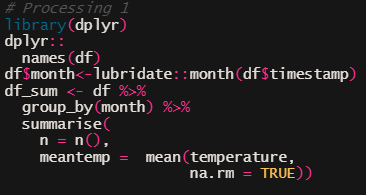 # Processing 1
library(dplyr)
dplyr::
  names(df)
df$month<-lubridate::month(df$timestamp)
df_sum <- df %>%
  group_by(month) %>%
  summarise(
    n = n(),
    meantemp =  mean(temperature,
                     na.rm = TRUE))